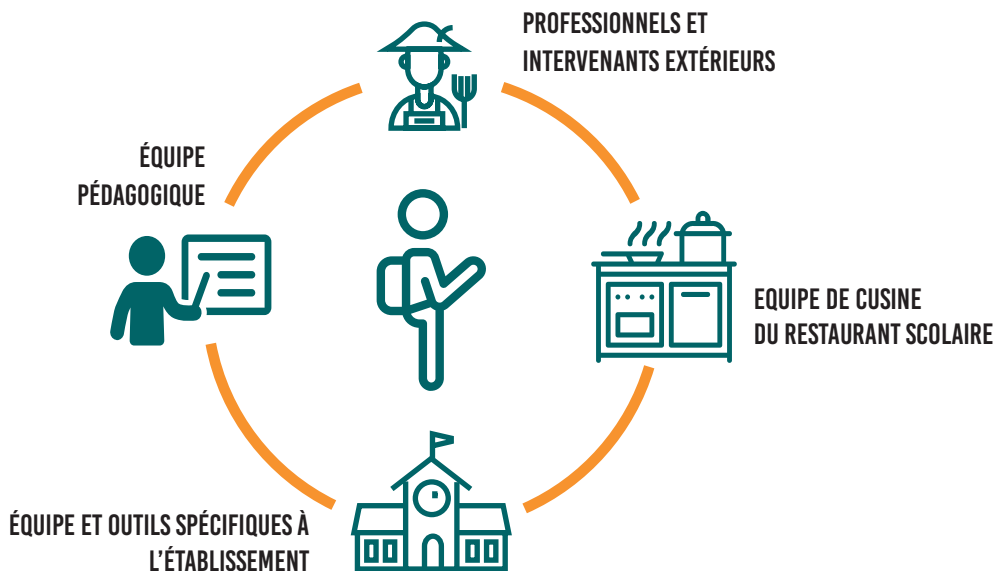 PROFESSIONNELS ET
INTERVENANTS EXTÉRIEURS
ÉQUIPE
PÉDAGOGIQUE
EQUIPE DE CUSINE
DU RESTAURANT SCOLAIRE
ÉQUIPE ET OUTILS SPÉCIFIQUES À
L'ÉTABLISSEMENT